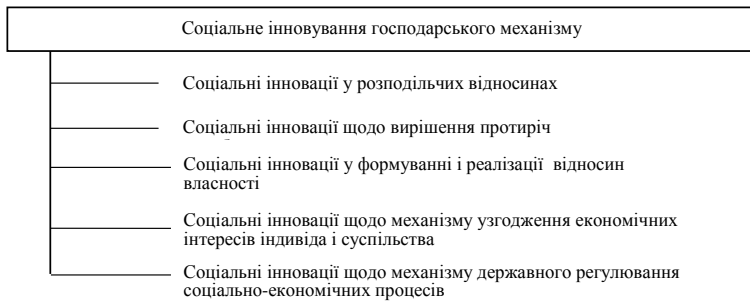 Соціальне інновування господарського механізму
Соціальні інновації у розподільчих відносинах
Соціальні інновації щодо вирішення протиріч
Соціальні інновації у формуванні і реалізації відносин
власності
Соціальні інновації щодо механізму узгодження економічних
інтересів індивіда і суспільства
Соціальні інновації щодо механізму державного регулювання
соціально-економічних процесів